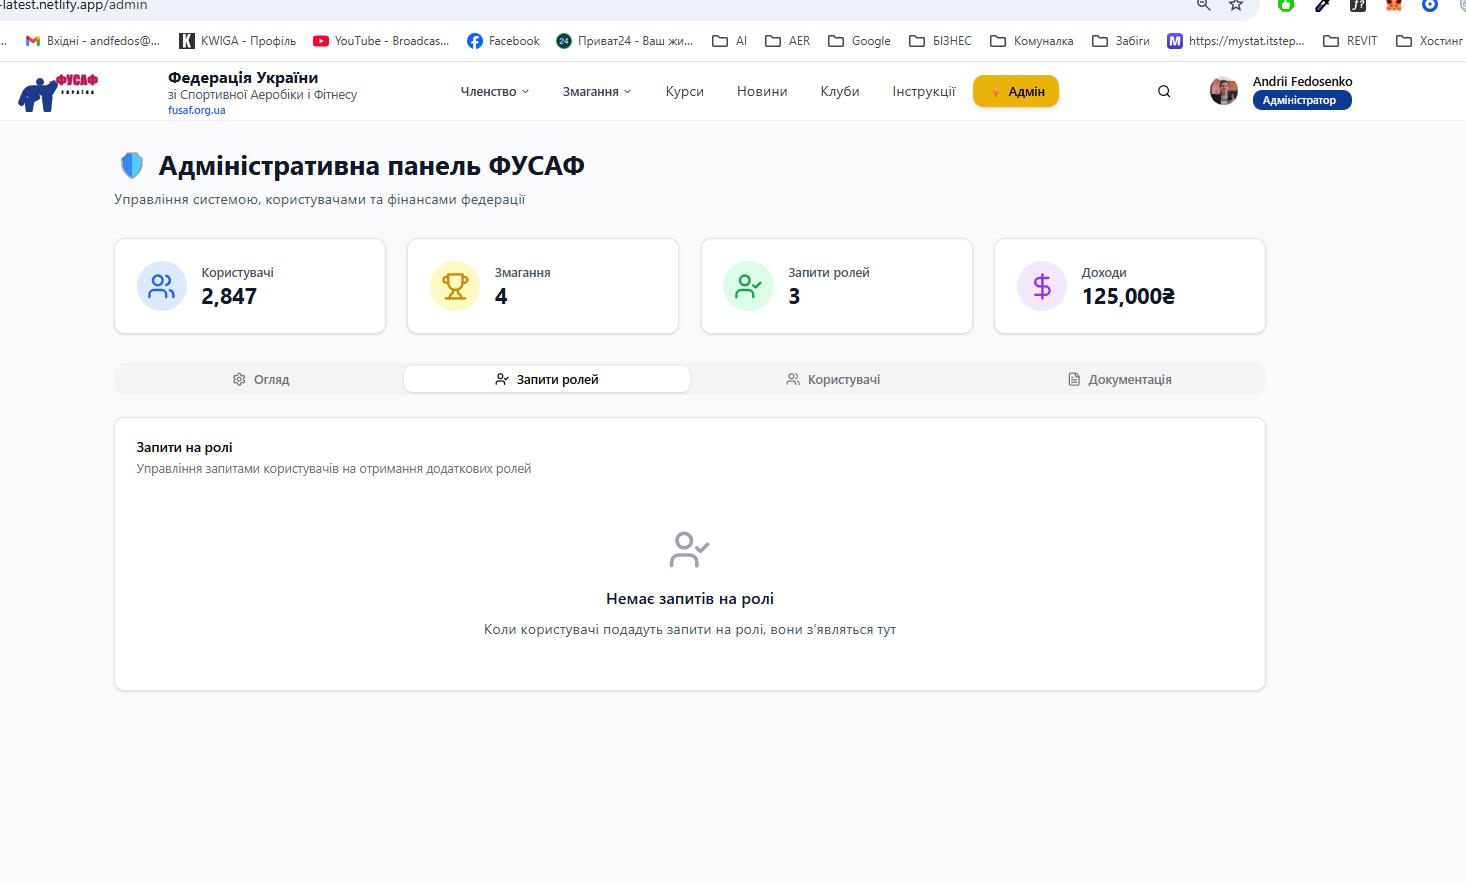 -latest.netlify.app/admin
Вхідні - andfedos@...
KWIGA - Профіль
YouTube - Broadcas...
Facebook
24
Приват24 - Ваш жи...
AI
AER
Google
БІЗНЕС
Комуналка
Забіги
M
https://mystat.itstep...
REVIT
Хостинг
ФУСАФ
УКРАЇНА
Федерація України
зі Спортивної Аеробіки і Фітнесу
fusaf.org.ua
Членство
Змагання
Курси
Новини
Клуби
Інструкції
Адмін
Andrii Fedosenko
Адміністратор
Адміністративна панель ФУСАФ
Управління системою, користувачами та фінансами федерації
Користувачі
2,847
Змагання
4
Запити ролей
3
Доходи
125,000₴
Огляд
Запити ролей
Користувачі
Документація
Запити на ролі
Управління запитами користувачів на отримання додаткових ролей
Немає запитів на ролі
Коли користувачі подадуть запити на ролі, вони з'являться тут